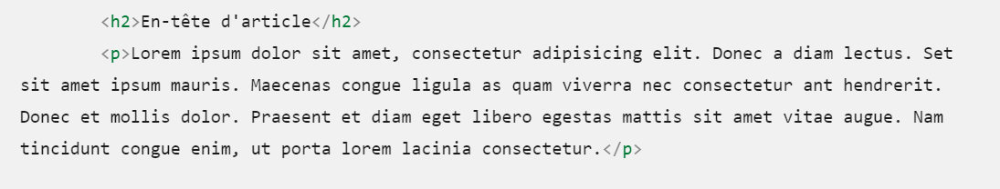 <h2>En-tête d'article</h2>
<p>Lorem ipsum dolor sit amet, consectetur adipisicing elit. Donec a diam lectus. Set
sit amet ipsum mauris. Maecenas congue ligula as quam viverra nec consectetur ant hendrerit.
Donec et mollis dolor. Praesent et diam eget libero egestas mattis sit amet vitae augue. Nam
tincidunt congue enim, ut porta lorem lacinia consectetur.</p>